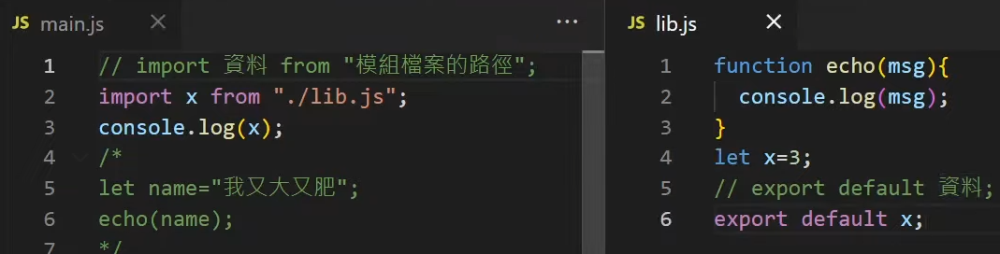 JS main.js
1 // import 資料 from "模組檔案的路徑";
2 import x from "./lib.js";
3 console.log(x);
4 /*
5 let name="我又大又肥";
6 echo(name);
7 */
JS lib.js
1 function echo(msg){
2 console.log(msg);
3 }
4 let x=3;
5 // export default 資料;
6 export default x;